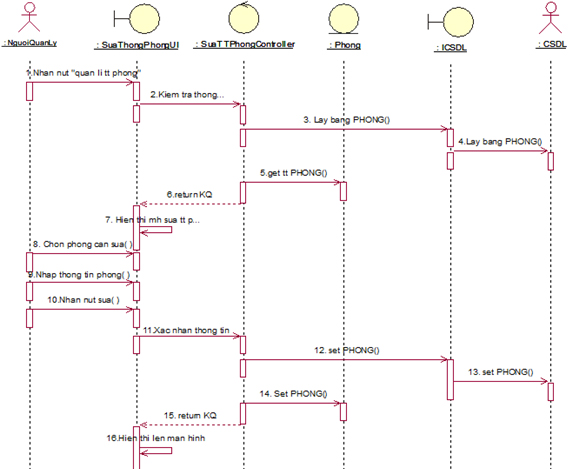 : NguoiQuanLy
: SuaThongPhongUI
: SuaTTPhongController
: Phong
: ICSDL
: CSDL
1.Nhan nut "quan li tt phong"
2.Kiem tra thong...
3. Lay bang PHONG()
4.Lay bang PHONG()
5.get tt PHONG()
6.return KQ
7. Hien thi mh sua tt p...
8. Chon phong can sua( )
9.Nhap thong tin phong( )
10.Nhan nut sua( )
11.Xac nhan thong tin
12. set PHONG()
13. set PHONG()
14. Set PHONG()
15. return KQ
16.Hien thi len man hinh